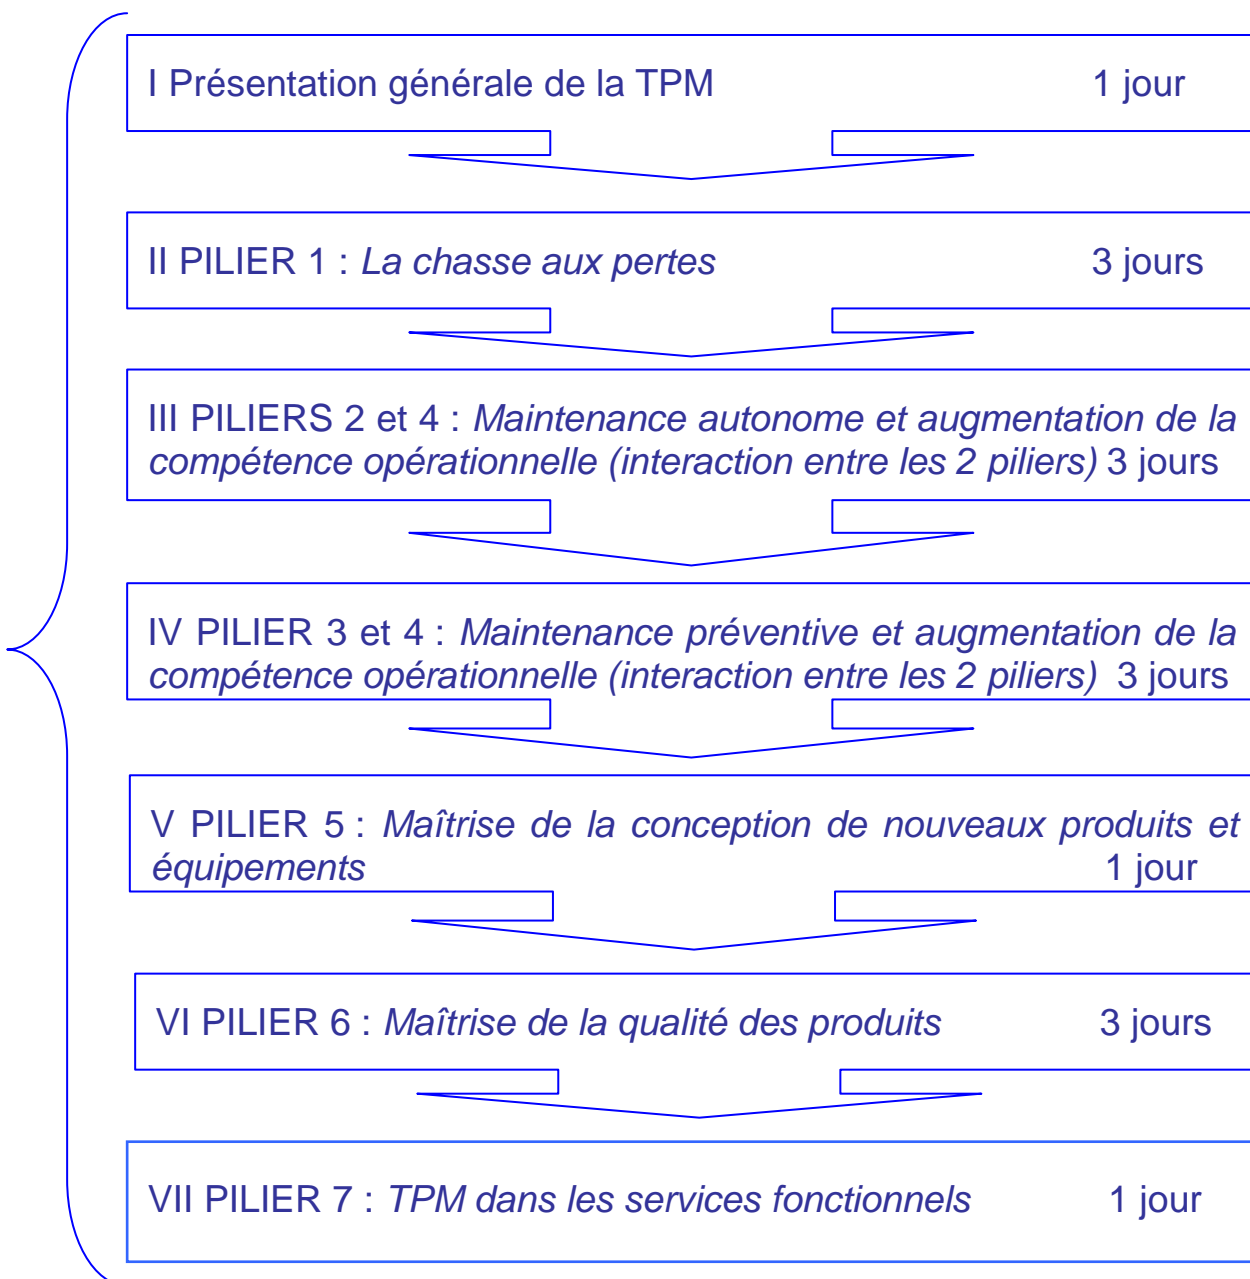 I Présentation générale de la TPM 1 jour
II PILIER 1 : La chasse aux pertes 3 jours
III PILIERS 2 et 4 : Maintenance autonome et augmentation de la
compétence opérationnelle (interaction entre les 2 piliers) 3 jours
IV PILIER 3 et 4 : Maintenance préventive et augmentation de la
compétence opérationnelle (interaction entre les 2 piliers) 3 jours
V PILIER 5 : Maîtrise de la conception de nouveaux produits et
équipements 1 jour
VI PILIER 6 : Maîtrise de la qualité des produits 3 jours
VII PILIER 7 : TPM dans les services fonctionnels 1 jour